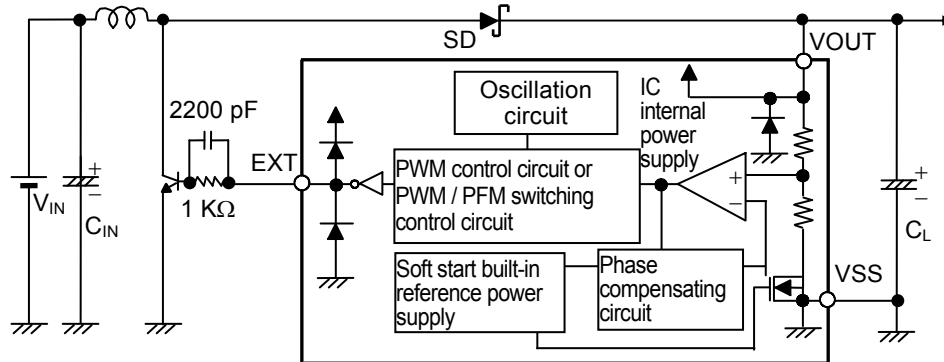 SD
VOUT
2200 pF
Oscillation
circuit
IC
internal
power
supply
EXT
PWM control circuit or
PWM / PFM switching
control circuit
+
−
+
−
VIN
CIN
1 KΩ
+
−
CL
Soft start built-in
reference power
supply
Phase
compensating
circuit
VSS